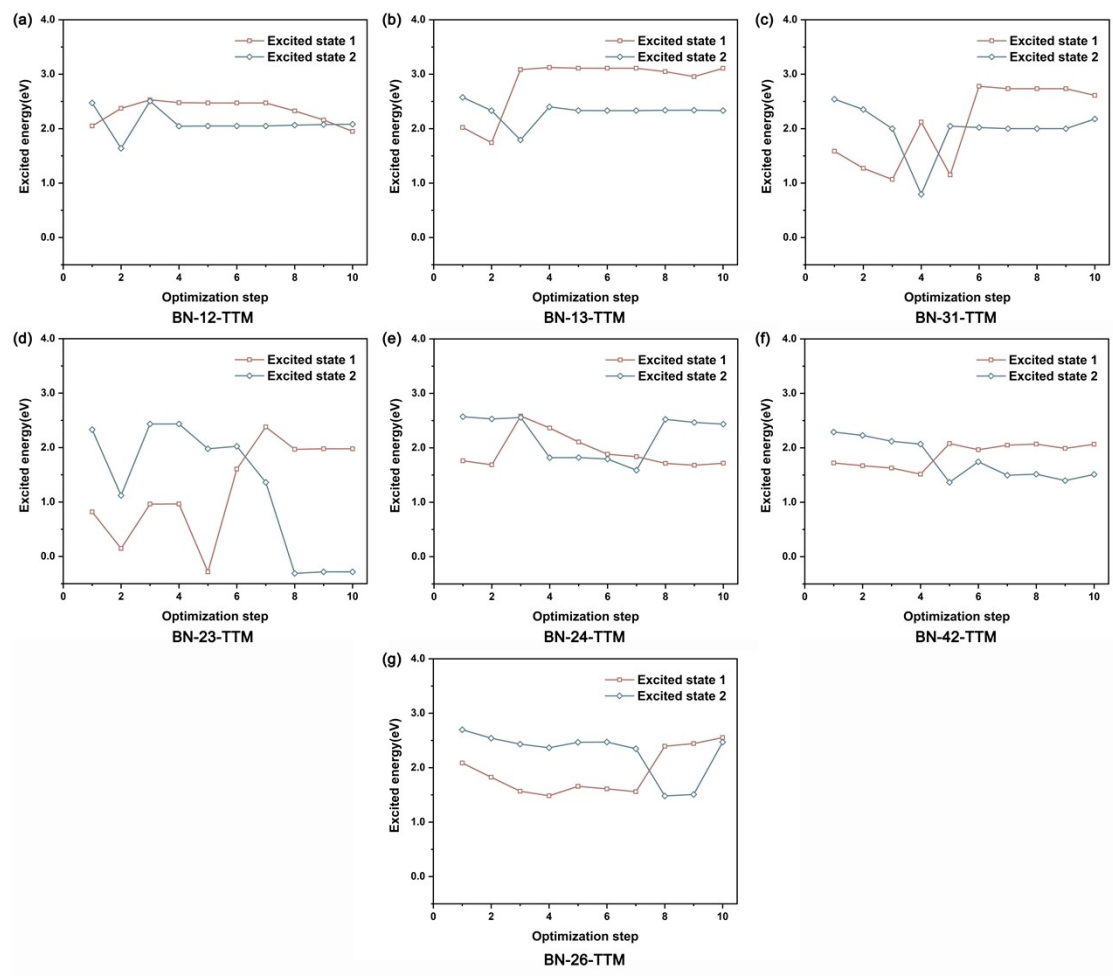 (a)
4.0
3.0
2.0
1.0
0.0
Excited energy(eV)
Excited state 1
Excited state 2
0 2 4 6 8 10
Optimization step
BN-12-TTM
(b)
4.0
3.0
2.0
1.0
0.0
Excited energy(eV)
Excited state 1
Excited state 2
0 2 4 6 8 10
Optimization step
BN-13-TTM
(c)
4.0
3.0
2.0
1.0
0.0
Excited energy(eV)
Excited state 1
Excited state 2
0 2 4 6 8 10
Optimization step
BN-31-TTM
(d)
4.0
3.0
2.0
1.0
0.0
Excited energy(eV)
Excited state 1
Excited state 2
0 2 4 6 8 10
Optimization step
BN-23-TTM
(e)
4.0
3.0
2.0
1.0
0.0
Excited energy(eV)
Excited state 1
Excited state 2
0 2 4 6 8 10
Optimization step
BN-24-TTM
(f)
4.0
3.0
2.0
1.0
0.0
Excited energy(eV)
Excited state 1
Excited state 2
0 2 4 6 8 10
Optimization step
BN-42-TTM
(g)
4.0
3.0
2.0
1.0
0.0
Excited energy(eV)
Excited state 1
Excited state 2
0 2 4 6 8 10
Optimization step
BN-26-TTM